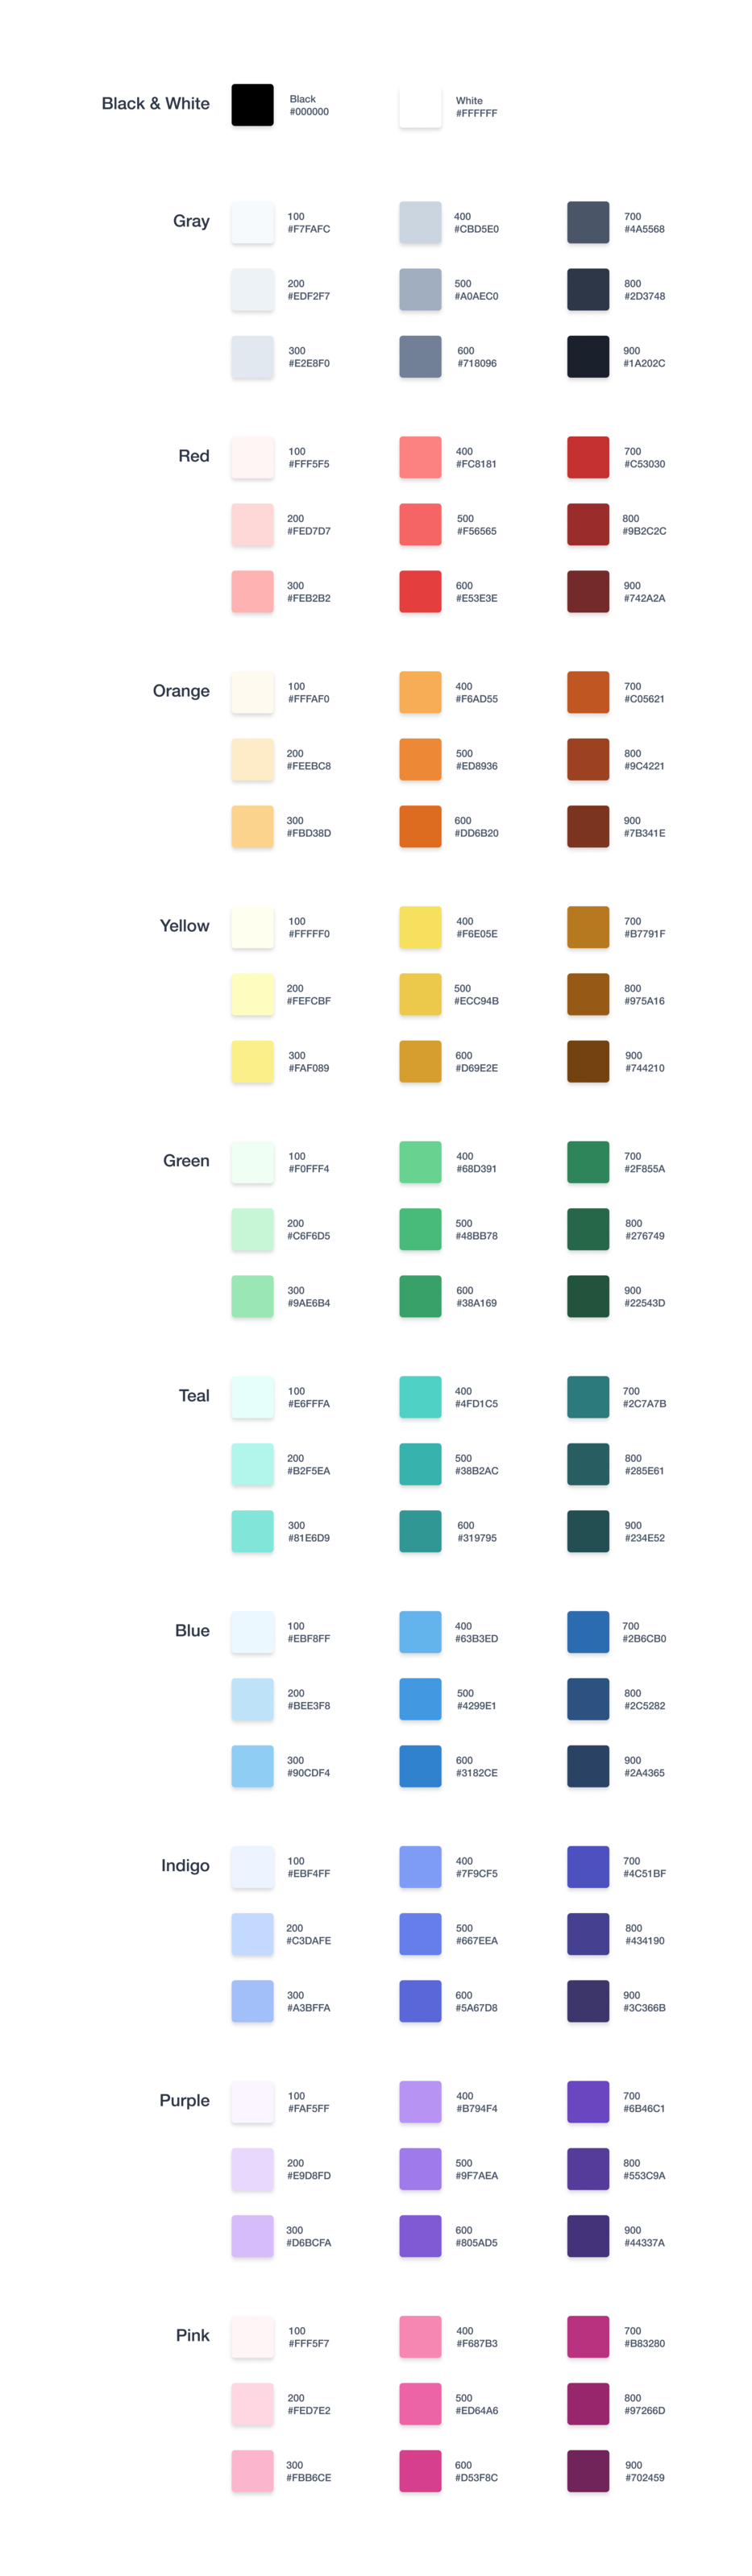 Black & White
Black
#000000
White
#FFFFFF
Gray
100
#F7FAFC
400
#CBD5E0
700
#4A5568
200
#EDF2F7
500
#A0AEC0
800
#2D3748
300
#E2E8F0
600
#718096
900
#1A202C
Red
100
#FFF5F5
400
#FC8181
700
#C53030
200
#FED7D7
500
#F56565
800
#9B2C2C
300
#FEB2B2
600
#E53E3E
900
#742A2A
Orange
100
#FFFAF0
400
#F6AD55
700
#C05621
200
#FEEBC8
500
#ED8936
800
#9C4221
300
#FBD38D
600
#DD6B20
900
#7B341E
Yellow
100
#FFFFF0
400
#F6E05E
700
#B7791F
200
#FEFCBF
500
#ECC94B
800
#975A16
300
#FAF089
600
#D69E2E
900
#744210
Green
100
#F0FFF4
400
#68D391
700
#2F855A
200
#C6F6D5
500
#48BB78
800
#276749
300
#9AE6B4
600
#38A169
900
#22543D
Teal
100
#E6FFFA
400
#4FD1C5
700
#2C7A7B
200
#B2F5EA
500
#38B2AC
800
#285E61
300
#81E6D9
600
#319795
900
#234E52
Blue
100
#EBF8FF
400
#63B3ED
700
#2B6CB0
200
#BEE3F8
500
#4299E1
800
#2C5282
300
#90CDF4
600
#3182CE
900
#2A4365
Indigo
100
#EBF4FF
400
#7F9CF5
700
#4C51BF
200
#C3DAFE
500
#667EEA
800
#434190
300
#A3BFFA
600
#5A67D8
900
#3C366B
Purple
100
#FAF5FF
400
#B794F4
700
#6B46C1
200
#E9D8FD
500
#9F7AEA
800
#553C9A
300
#D6BCFA
600
#805AD5
900
#44337A
Pink
100
#FFF5F7
400
#F687B3
700
#B83280
200
#FED7E2
500
#ED64A6
800
#97266D
300
#FBB6CE
600
#D53F8C
900
#702459